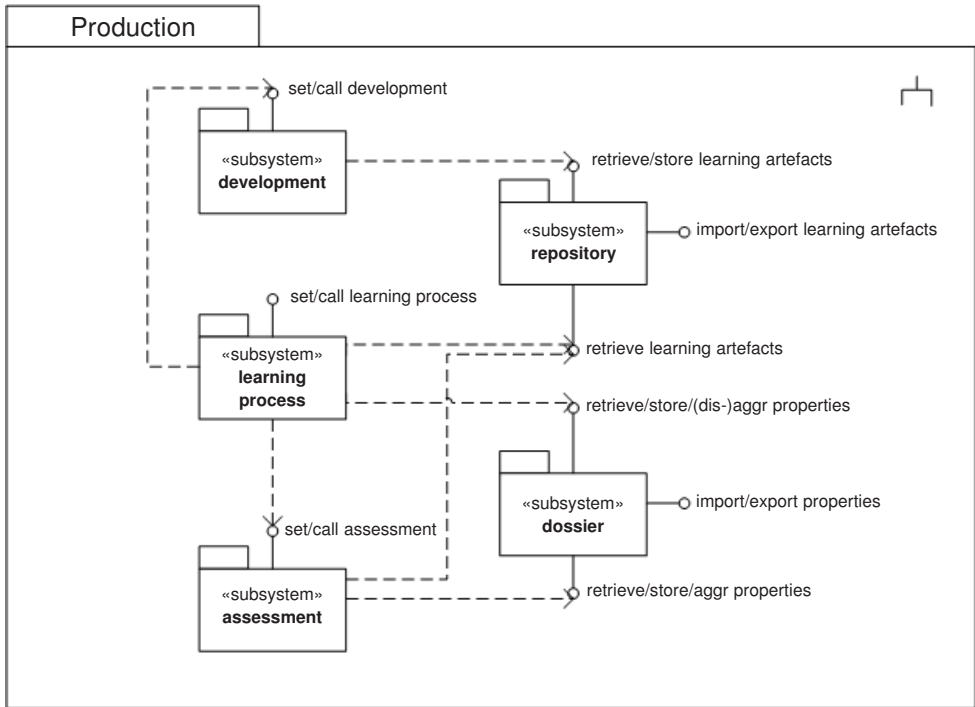 Production
set/call development
«subsystem»
development
retrieve/store learning artefacts
«subsystem»
repository
import/export learning artefacts
set/call learning process
«subsystem»
learning
process
retrieve learning artefacts
retrieve/store/(dis-)aggr properties
«subsystem»
dossier
import/export properties
set/call assessment
«subsystem»
assessment
retrieve/store/aggr properties